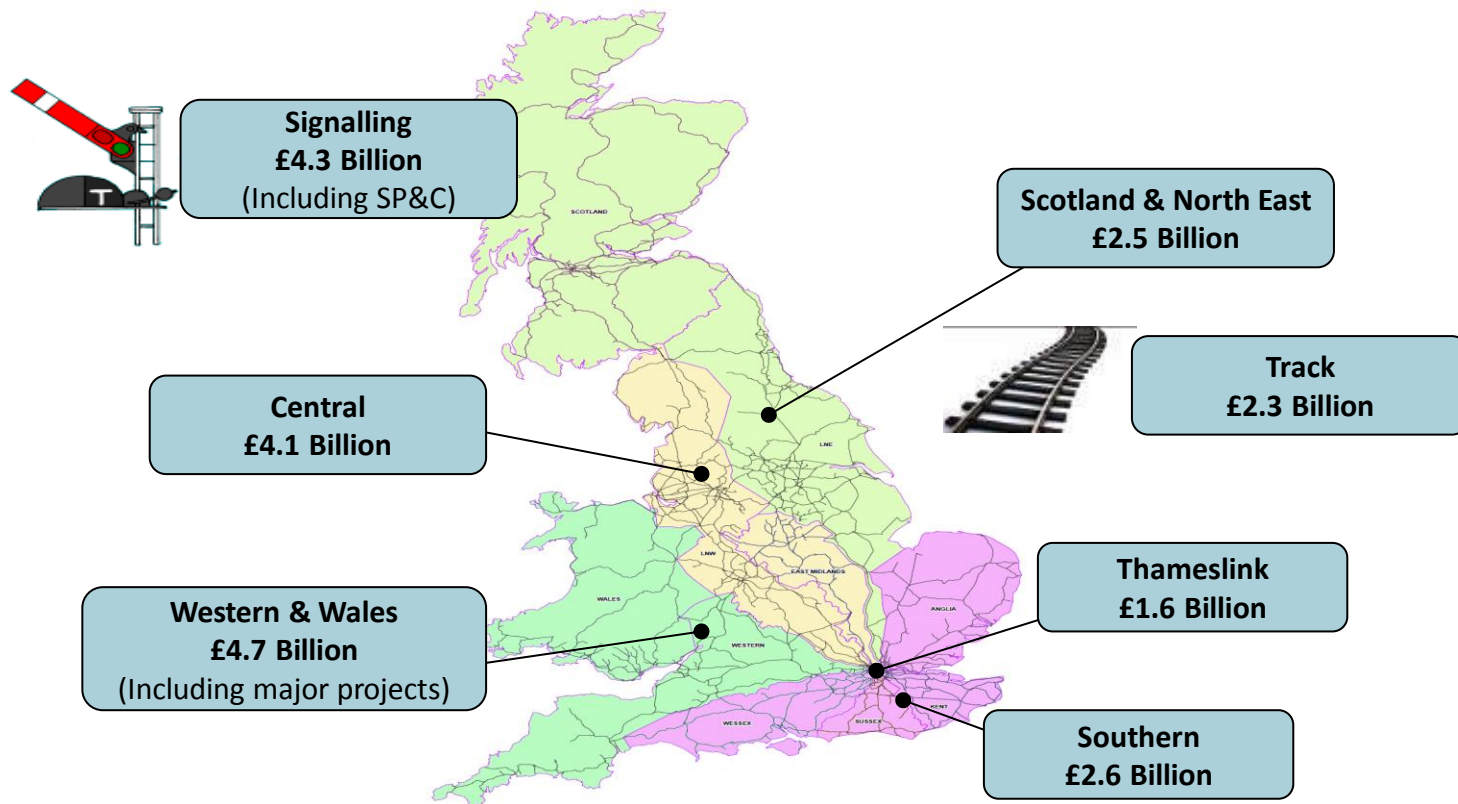 Signalling
£4.3 Billion
(Including SP&C)
T
SCOTLAND
Scotland & North East
£2.5 Billion
Track
£2.3 Billion
Central
£4.1 Billion
LNE
LNW
EAST MIDLANDS
Thameslink
£1.6 Billion
ANGLIA
WALES
Western & Wales
£4.7 Billion
(Including major projects)
WESTERN
KENT
SUSSEX
WESSEX
Southern
£2.6 Billion